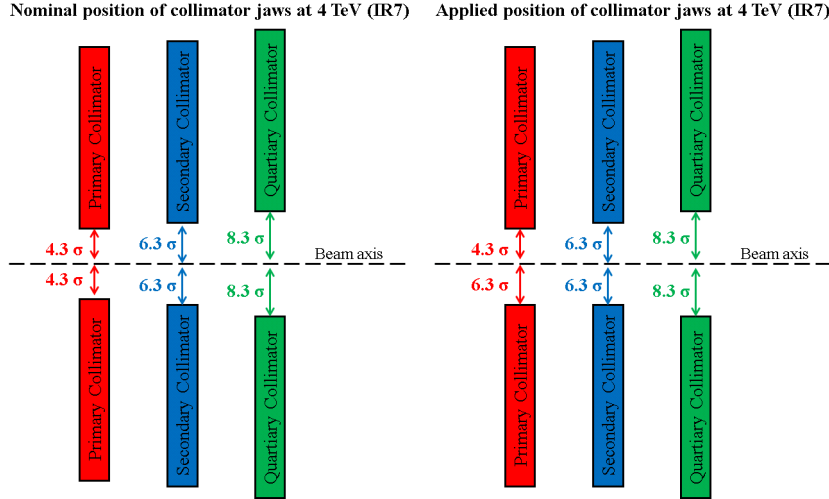 Nominal position of collimator jaws at 4 TeV (IR7)
Primary Collimator
Secondary Collimator
Quartiary Collimator
4.3 σ
6.3 σ
8.3 σ
Beam axis
4.3 σ
6.3 σ
8.3 σ
Primary Collimator
Secondary Collimator
Quartiary Collimator
Applied position of collimator jaws at 4 TeV (IR7)
Primary Collimator
Secondary Collimator
Quartiary Collimator
4.3 σ
6.3 σ
8.3 σ
Beam axis
6.3 σ
6.3 σ
8.3 σ
Primary Collimator
Secondary Collimator
Quartiary Collimator